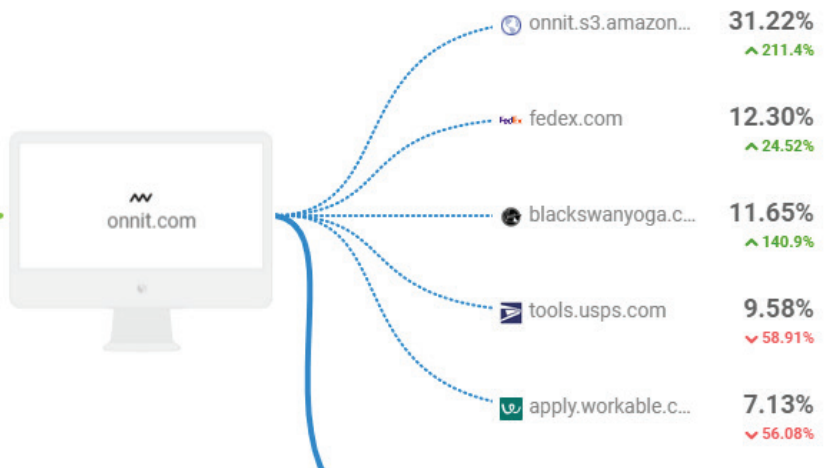 onnit.s3.amazon... 31.22%
211.4%
FedEx fedex.com 12.30%
24.52%
onnit.com
blackswanyoga.c... 11.65%
140.9%
tools.usps.com 9.58%
58.91%
apply.workable.c... 7.13%
56.08%